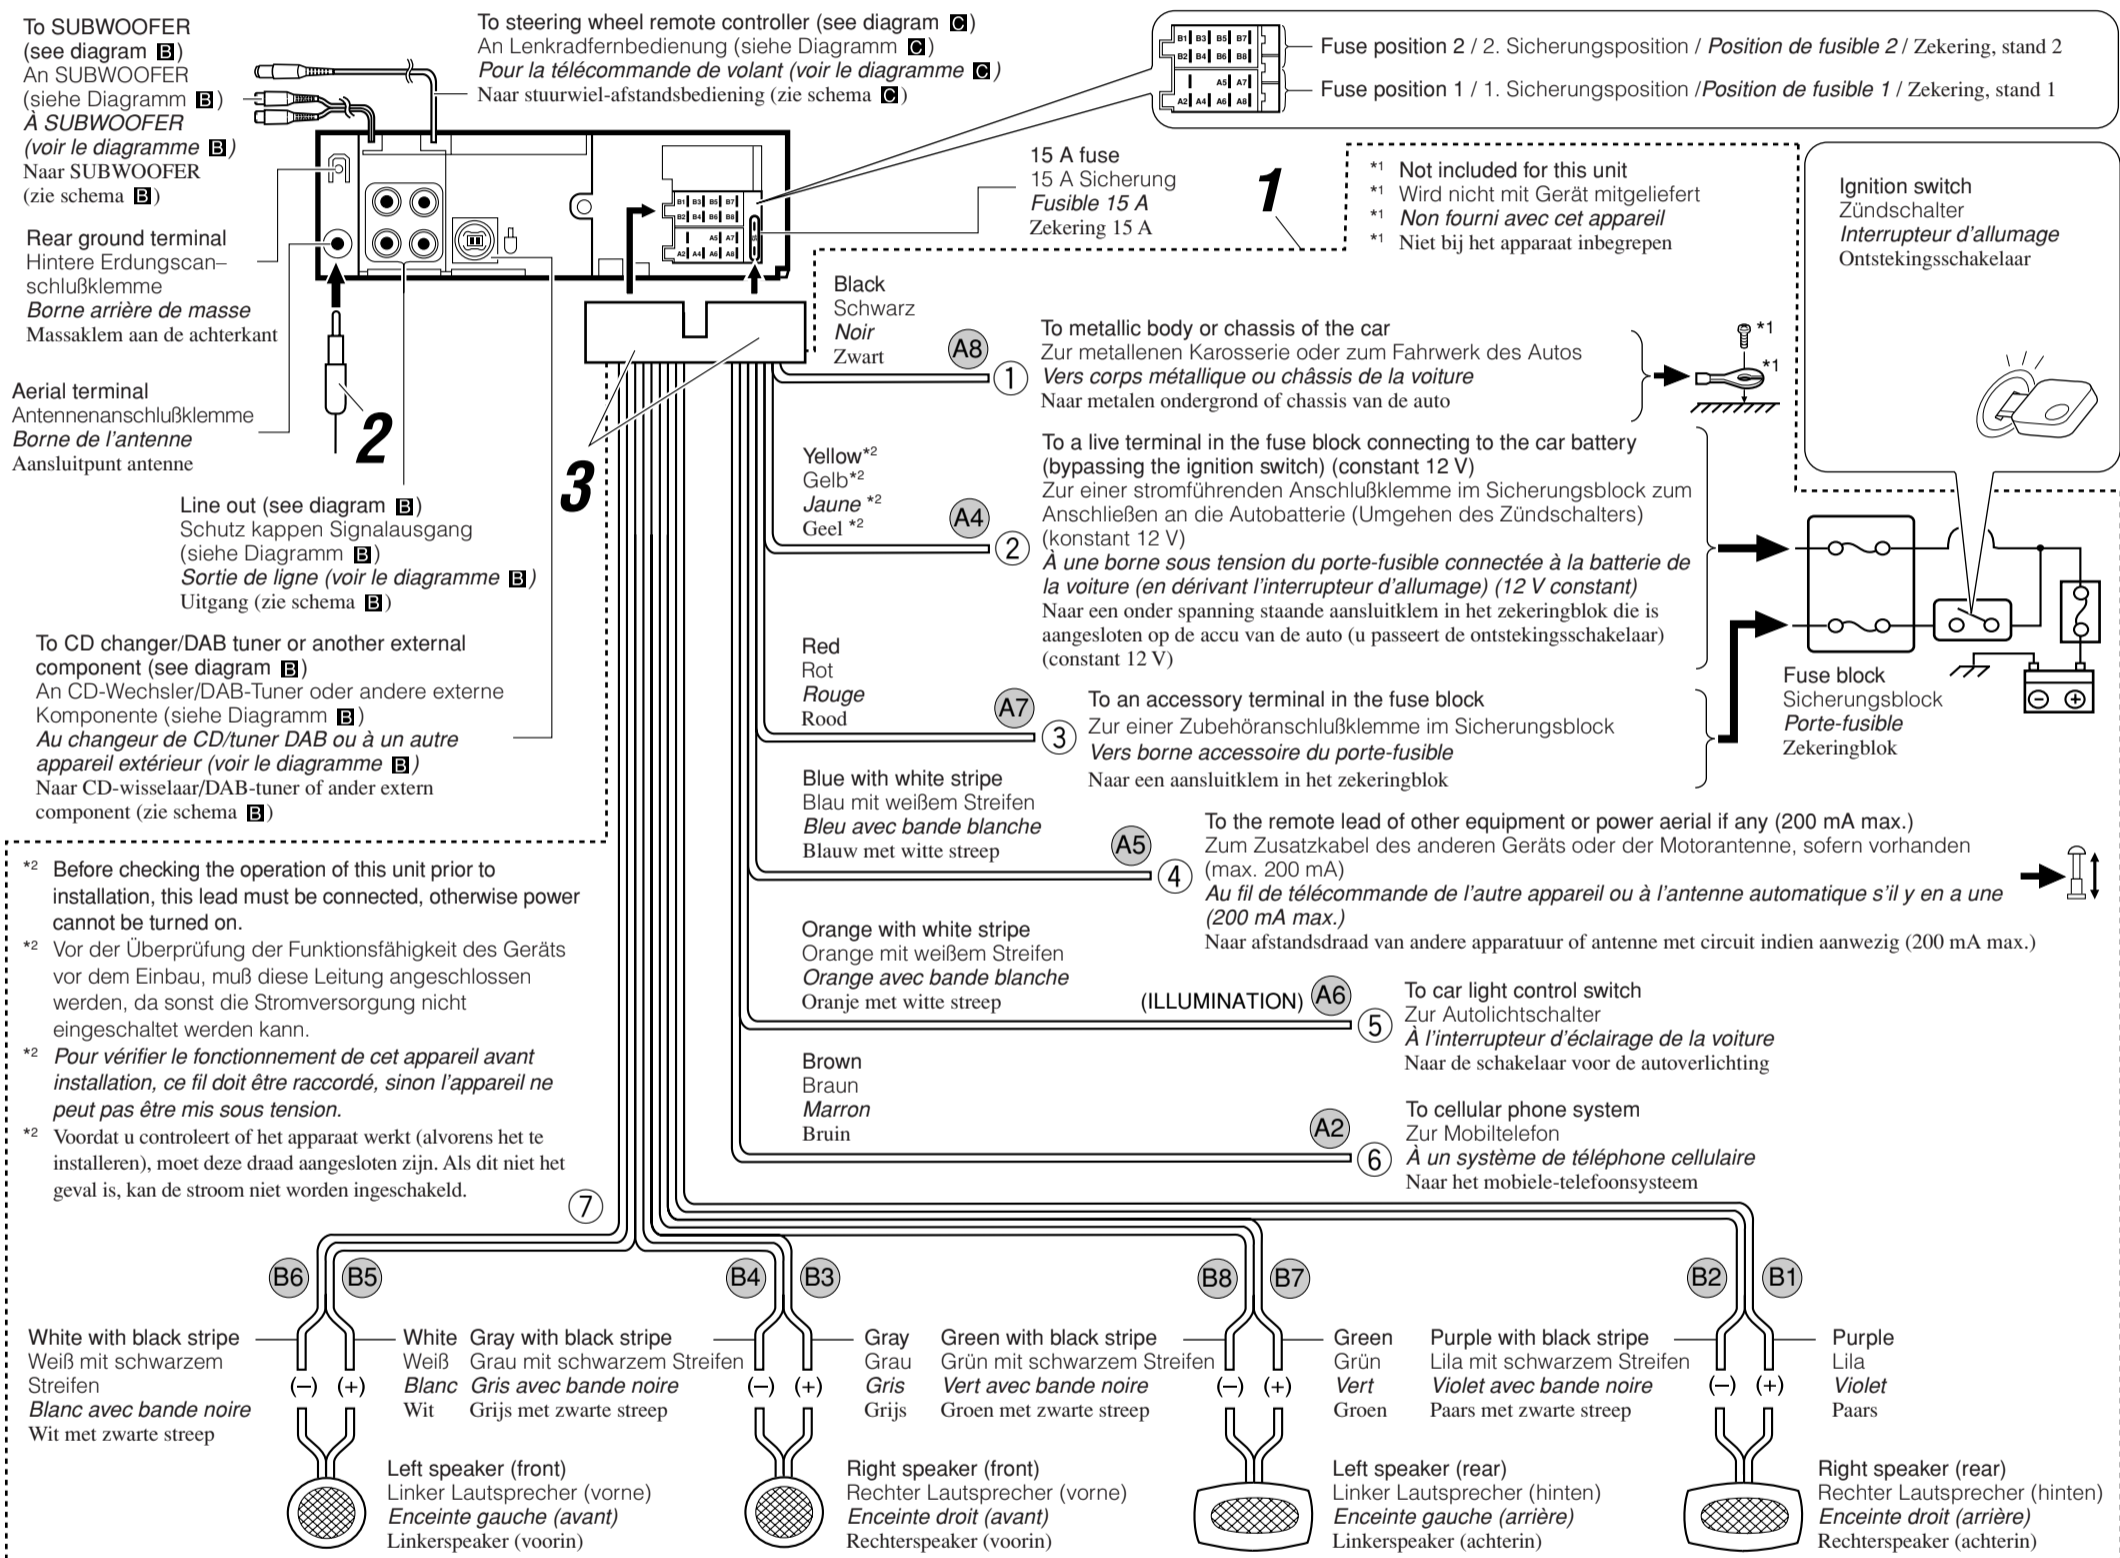 To SUBWOOFER
(see diagram B)
An SUBWOOFER
(siehe Diagramm B)
À SUBWOOFER
(voir le diagramme B)
Naar SUBWOOFER
(zie schema B)
To steering wheel remote controller (see diagram C)
An Lenkradfernbedienung (siehe Diagramm C)
Pour la télécommande de volant (voir le diagramme C)
Naar stuurwiel-afstandsbediening (zie schema C)
B1 B3 B5 B7
B2 B4 B6 B8
A5 A7
A2 A4 A6 A8
Fuse position 2 / 2. Sicherungsposition / Position de fusible 2 / Zekering, stand 2
Fuse position 1 / 1. Sicherungsposition /Position de fusible 1 / Zekering, stand 1
B1 B3 B5 B7
B2 B4 B6 B8
A5 A7
A2 A4 A6 A8
15 A fuse
15 A Sicherung
Fusible 15 A
Zekering 15 A
1
*1 Not included for this unit
*1 Wird nicht mit Gerät mitgeliefert
*1 Non fourni avec cet appareil
*1 Niet bij het apparaat inbegrepen
Ignition switch
Zündschalter
Interrupteur d'allumage
Ontstekingsschakelaar
Rear ground terminal
Hintere Erdungscan–
schlußklemme
Borne arrière de masse
Massaklem aan de achterkant
Aerial terminal
Antennenanschlußklemme
Borne de l'antenne
Aansluitpunt antenne
2
3
Line out (see diagram B)
Schutz kappen Signalausgang
(siehe Diagramm B)
Sortie de ligne (voir le diagramme B)
Uitgang (zie schema B)
To CD changer/DAB tuner or another external
component (see diagram B)
An CD-Wechsler/DAB-Tuner oder andere externe
Komponente (siehe Diagramm B)
Au changeur de CD/tuner DAB ou à un autre
appareil extérieur (voir le diagramme B)
Naar CD-wisselaar/DAB-tuner of ander extern
component (zie schema B)
Black
Schwarz
Noir
Zwart
A8
1
To metallic body or chassis of the car
Zur metallenen Karosserie oder zum Fahrwerk des Autos
Vers corps métallique ou châssis de la voiture
Naar metalen ondergrond of chassis van de auto
*1
*1
Yellow*2
Gelb*2
Jaune *2
Geel *2
A4
2
To a live terminal in the fuse block connecting to the car battery
(bypassing the ignition switch) (constant 12 V)
Zur einer stromführenden Anschlußklemme im Sicherungsblock zum
Anschließen an die Autobatterie (Umgehen des Zündschalters)
(konstant 12 V)
À une borne sous tension du porte-fusible connectée à la batterie de
la voiture (en dérivant l'interrupteur d'allumage) (12 V constant)
Naar een onder spanning staande aansluitklem in het zekeringblok die is
aangesloten op de accu van de auto (u passeert de ontstekingsschakelaar)
(constant 12 V)
Red
Rot
Rouge
Rood
A7
3
To an accessory terminal in the fuse block
Zur einer Zubehöranschlußklemme im Sicherungsblock
Vers borne accessoire du porte-fusible
Naar een aansluitklem in het zekeringblok
Fuse block
Sicherungsblock
Porte-fusible
Zekeringblok
Blue with white stripe
Blau mit weißem Streifen
Bleu avec bande blanche
Blauw met witte streep
A5
4
To the remote lead of other equipment or power aerial if any (200 mA max.)
Zum Zusatzkabel des anderen Geräts oder der Motorantenne, sofern vorhanden
(max. 200 mA)
Au fil de télécommande de l'autre appareil ou à l'antenne automatique s'il y en a une
(200 mA max.)
Naar afstandsdraad van andere apparatuur of antenne met circuit indien aanwezig (200 mA max.)
Orange with white stripe
Orange mit weißem Streifen
Orange avec bande blanche
Oranje met witte streep
(ILLUMINATION)
A6
5
To car light control switch
Zur Autolichtschalter
À l'interrupteur d'éclairage de la voiture
Naar de schakelaar voor de autoverlichting
Brown
Braun
Marron
Bruin
A2
6
To cellular phone system
Zur Mobiltelefon
À un système de téléphone cellulaire
Naar het mobiele-telefoonsysteem
*2 Before checking the operation of this unit prior to
installation, this lead must be connected, otherwise power
cannot be turned on.
*2 Vor der Überprüfung der Funktionsfähigkeit des Geräts
vor dem Einbau, muß diese Leitung angeschlossen
werden, da sonst die Stromversorgung nicht
eingeschaltet werden kann.
*2 Pour vérifier le fonctionnement de cet appareil avant
installation, ce fil doit être raccordé, sinon l'appareil ne
peut pas être mis sous tension.
*2 Voordat u controleert of het apparaat werkt (alvorens het te
installeren), moet deze draad aangesloten zijn. Als dit niet het
geval is, kan de stroom niet worden ingeschakeld.
7
B6 B5 B4 B3 B8 B7 B2 B1
White with black stripe
Weiß mit schwarzem
Streifen
Blanc avec bande noire
Wit met zwarte streep
(−) (+)
White
Weiß
Blanc
Wit
Left speaker (front)
Linker Lautsprecher (vorne)
Enceinte gauche (avant)
Linkerspeaker (voorin)
Gray with black stripe
Grau mit schwarzem Streifen
Gris avec bande noire
Grijs met zwarte streep
(−) (+)
Gray
Grau
Gris
Grijs
Right speaker (front)
Rechter Lautsprecher (vorne)
Enceinte droit (avant)
Rechterspeaker (voorin)
Green with black stripe
Grün mit schwarzem Streifen
Vert avec bande noire
Groen met zwarte streep
(−) (+)
Green
Grün
Vert
Groen
Left speaker (rear)
Linker Lautsprecher (hinten)
Enceinte gauche (arrière)
Linkerspeaker (achterin)
Purple with black stripe
Lila mit schwarzem Streifen
Violet avec bande noire
Paars met zwarte streep
(−) (+)
Purple
Lila
Violet
Paars
Right speaker (rear)
Rechter Lautsprecher (hinten)
Enceinte droit (arrière)
Rechterspeaker (achterin)